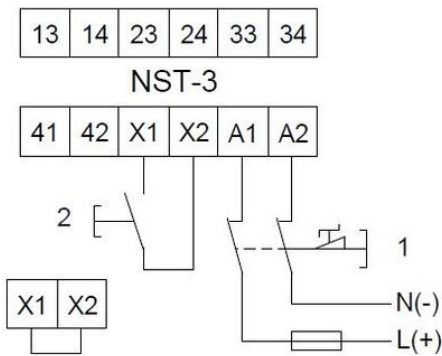 13 14 23 24 33 34
NST-3
41 42 X1 X2 A1 A2
2
1
X1 X2
N(-)
L(+)